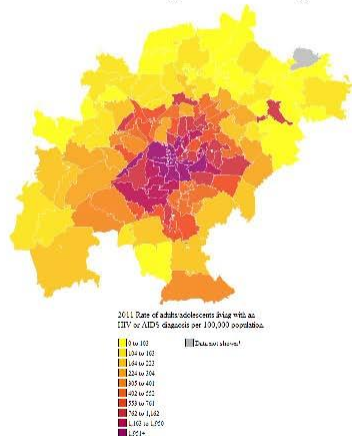 2011 Rate of adults/adolescents living with an
HIV or AIDS diagnosis per 100,000 population.
0 to 103
Data not shown¹
104 to 163
164 to 223
224 to 304
305 to 401
402 to 552
553 to 761
762 to 1,162
1,163 to 1,950
1,951+